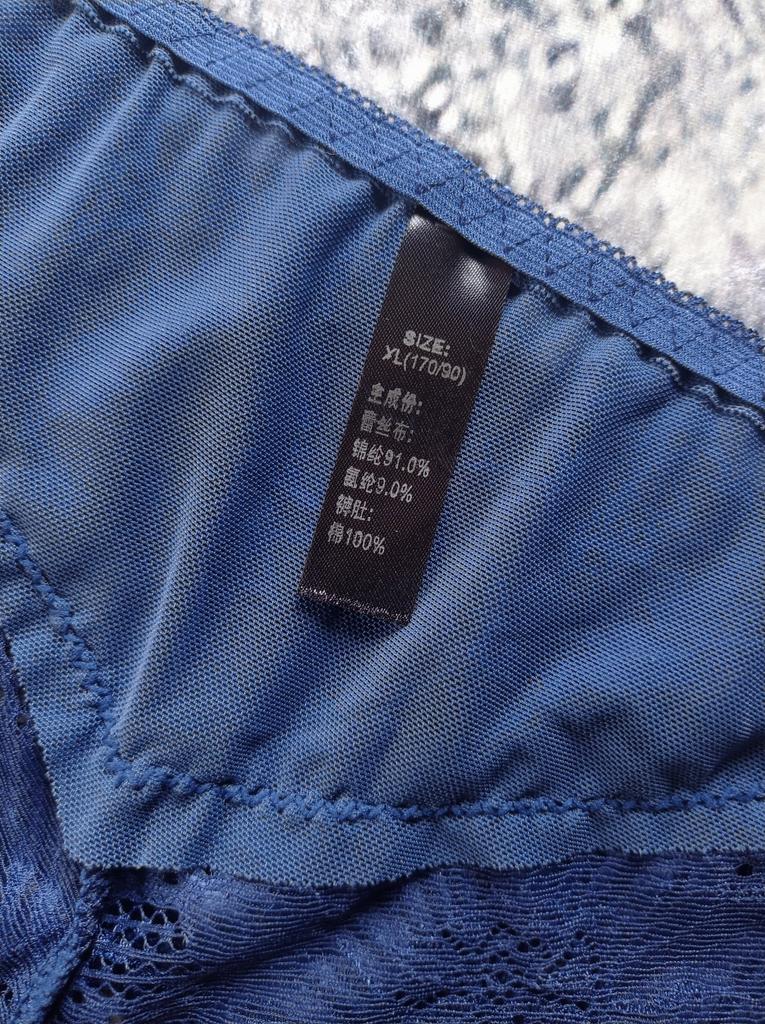 SIZE:
XL(170/90)
主成份:
蕾丝布:
锦纶91.0%
氨纶9.0%
裤肚:
棉100%